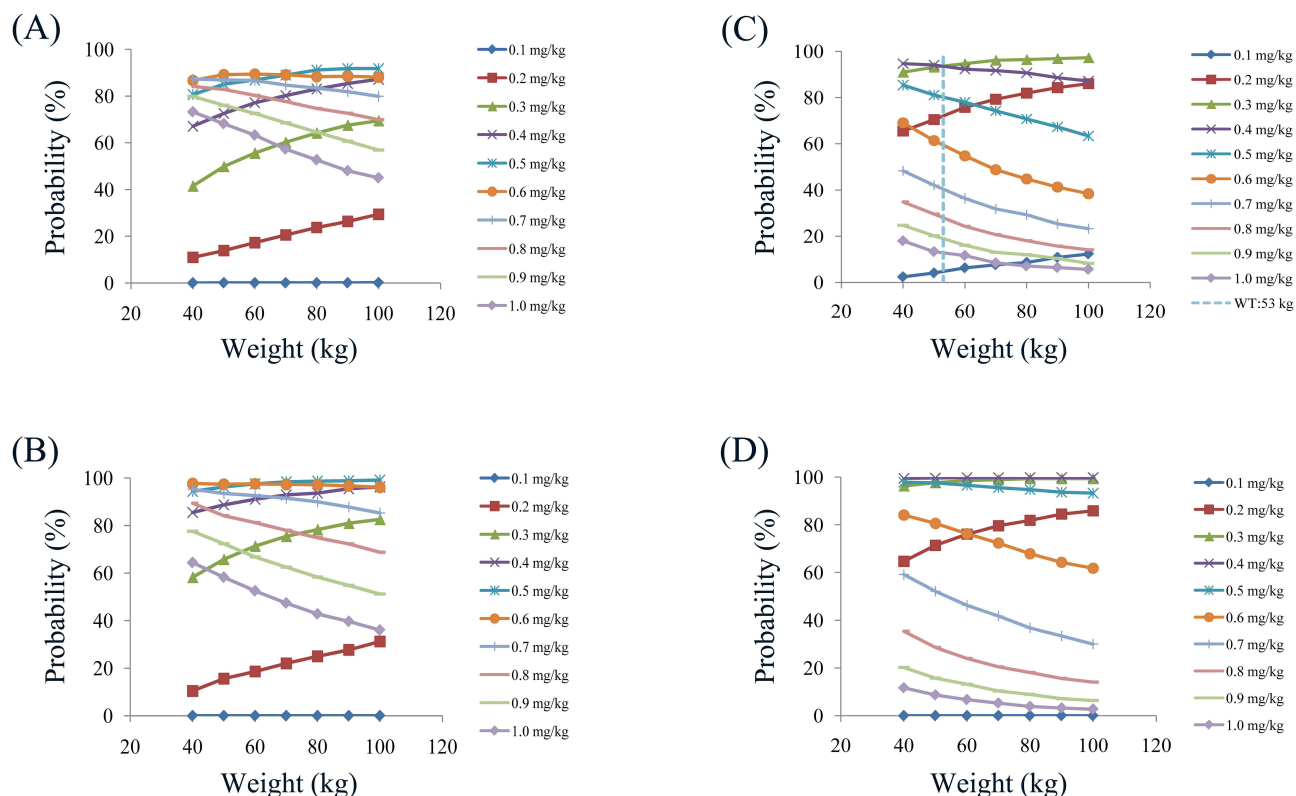 (A)
Probability (%)
100
80
60
40
20
0
20 40 60 80 100 120
Weight (kg)
0.1 mg/kg
0.2 mg/kg
0.3 mg/kg
0.4 mg/kg
0.5 mg/kg
0.6 mg/kg
0.7 mg/kg
0.8 mg/kg
0.9 mg/kg
1.0 mg/kg
(C)
Probability (%)
100
80
60
40
20
0
20 40 60 80 100 120
Weight (kg)
0.1 mg/kg
0.2 mg/kg
0.3 mg/kg
0.4 mg/kg
0.5 mg/kg
0.6 mg/kg
0.7 mg/kg
0.8 mg/kg
0.9 mg/kg
1.0 mg/kg
WT:53 kg
(B)
Probability (%)
100
80
60
40
20
0
20 40 60 80 100 120
Weight (kg)
0.1 mg/kg
0.2 mg/kg
0.3 mg/kg
0.4 mg/kg
0.5 mg/kg
0.6 mg/kg
0.7 mg/kg
0.8 mg/kg
0.9 mg/kg
1.0 mg/kg
(D)
Probability (%)
100
80
60
40
20
0
20 40 60 80 100 120
Weight (kg)
0.1 mg/kg
0.2 mg/kg
0.3 mg/kg
0.4 mg/kg
0.5 mg/kg
0.6 mg/kg
0.7 mg/kg
0.8 mg/kg
0.9 mg/kg
1.0 mg/kg